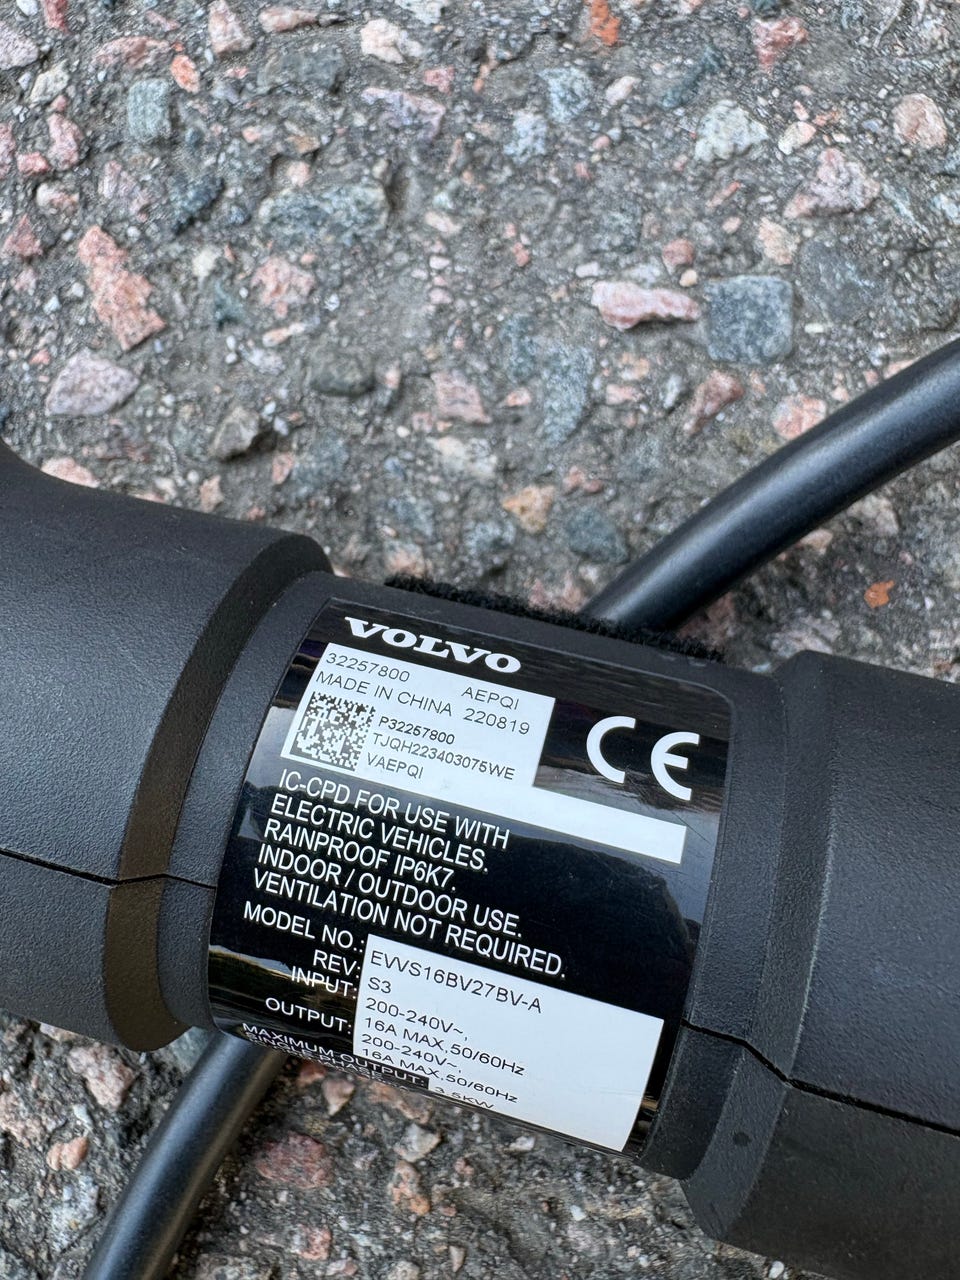 VOLVO
32257800 AEPQI
MADE IN CHINA 220819
P32257800
TJQH223403075WE
VAEPQI
CE
IC-CPD FOR USE WITH
ELECTRIC VEHICLES.
RAINPROOF IP6K7.
INDOOR / OUTDOOR USE.
VENTILATION NOT REQUIRED.
MODEL NO.: EVVS16BV27BV-A
REV: S3
INPUT: 200-240V~,
16A MAX,50/60Hz
OUTPUT: 200-240V~,
16A MAX,50/60Hz
MAXIMUM OUTPUT: 3.5KW
SINGLE PHASE